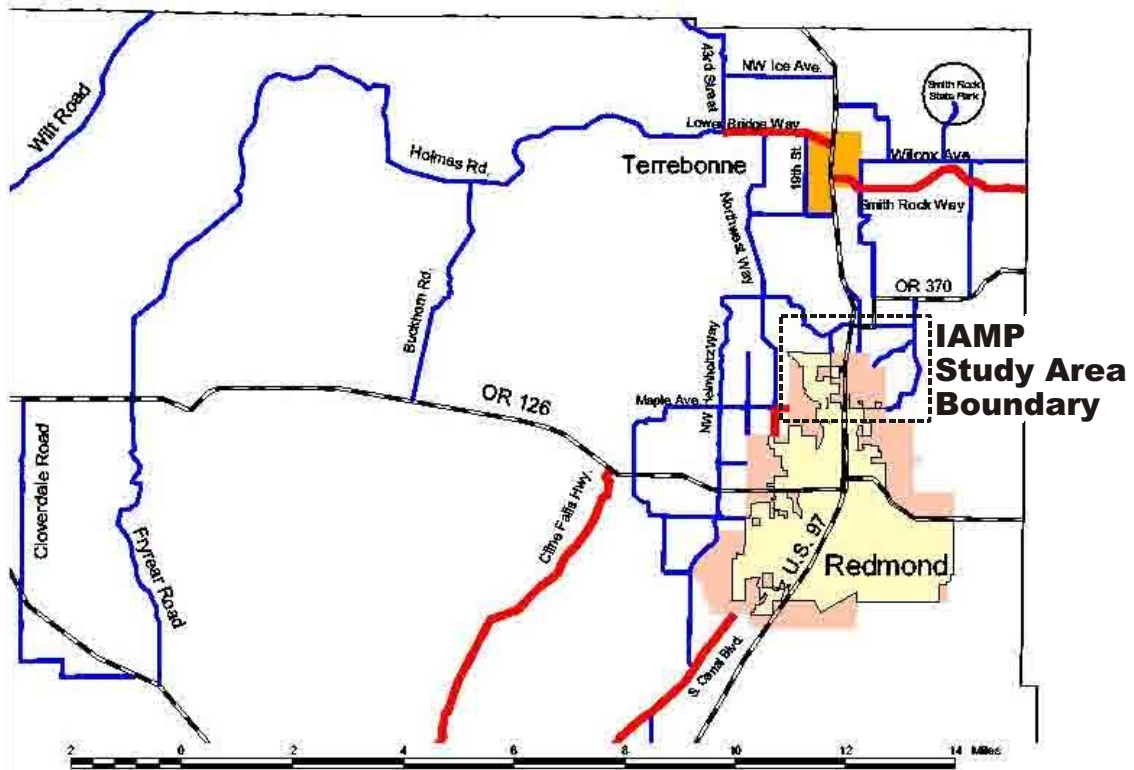 43rd Street
NW Ice Ave.
Smith Rock
State Park
Wilt Road
Lower Bridge Way
Holmes Rd.
Terrebonne
19th St.
Wilcox Ave
Smith Rock Way
Northwest Way
OR 370
Buckhorn Rd.
IAMP
Study Area
Boundary
NW Helmholtz Way
OR 126
Maple Ave.
Cloverdale Road
Fryrear Road
Cline Falls Hwy.
U.S. 97
Redmond
S. Canal Blvd.
2 0 2 4 6 8 10 12 14 Miles